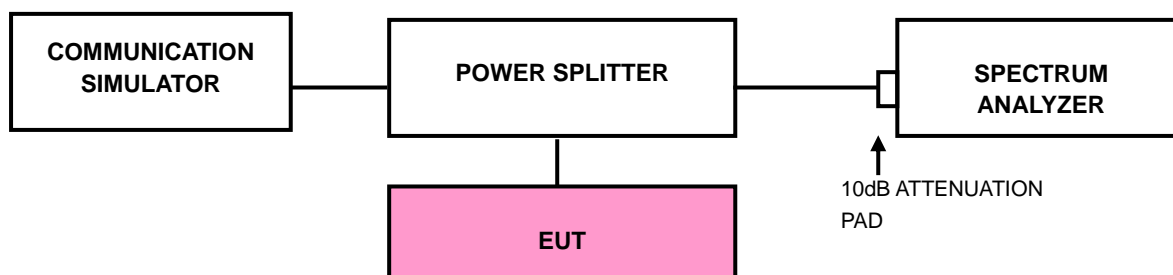 COMMUNICATION
SIMULATOR
POWER SPLITTER
SPECTRUM
ANALYZER
10dB ATTENUATION
PAD
EUT